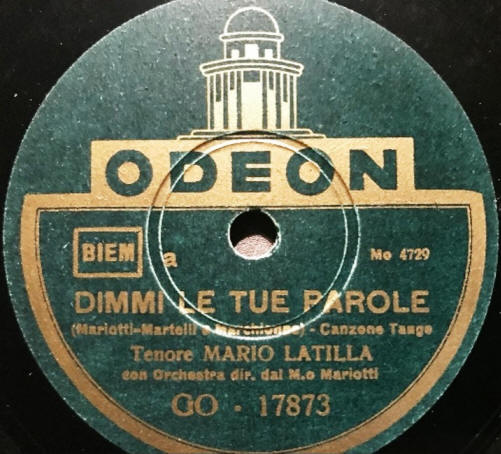 ODEON
BIEM a Mo 4729
DIMMI LE TUE PAROLE
(Mariotti-Martelli e Marchionne) - Canzone Tango
Tenore MARIO LATILLA
con Orchestra dir. dal M.o Mariotti
GO - 17873